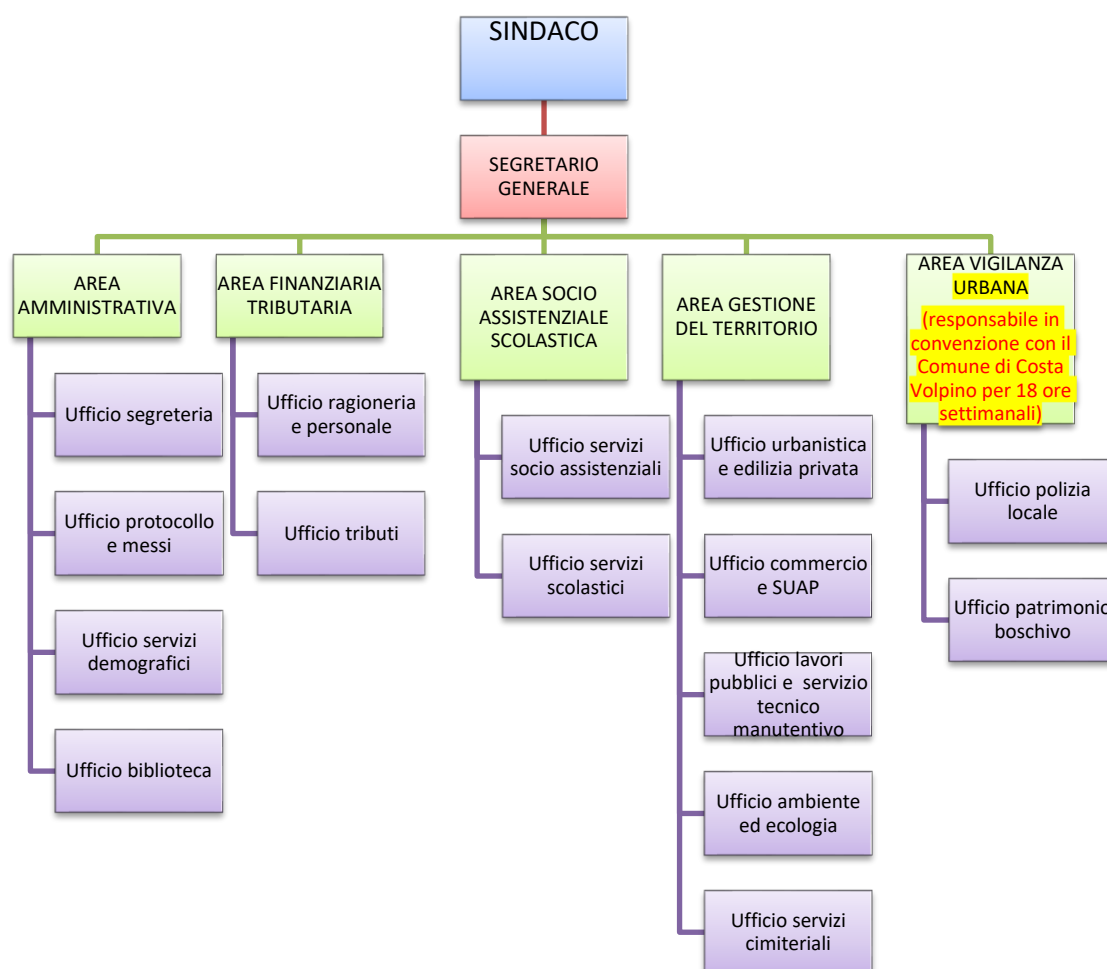 SINDACO
SEGRETARIO
GENERALE
AREA
AMMINISTRATIVA
Ufficio segreteria
Ufficio protocollo
e messi
Ufficio servizi
demografici
Ufficio biblioteca
AREA FINANZIARIA
TRIBUTARIA
Ufficio ragioneria
e personale
Ufficio tributi
AREA SOCIO
ASSISTENZIALE
SCOLASTICA
Ufficio servizi
socio assistenziali
Ufficio servizi
scolastici
AREA GESTIONE
DEL TERRITORIO
Ufficio urbanistica
e edilizia privata
Ufficio commercio
e SUAP
Ufficio lavori
pubblici e servizio
tecnico
manutentivo
Ufficio ambiente
ed ecologia
Ufficio servizi
cimiteriali
AREA VIGILANZA
URBANA
(responsabile in
convenzione con il
Comune di Costa
Volpino per 18 ore
settimanali)
Ufficio polizia
locale
Ufficio patrimonio
boschivo